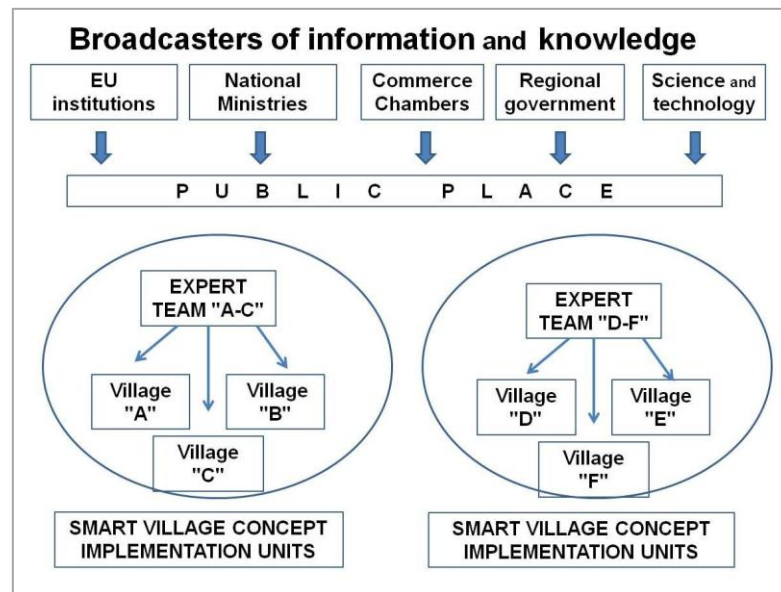 Broadcasters of information and knowledge
EU
institutions
National
Ministries
Commerce
Chambers
Regional
government
Science and
technology
P U B L I C P L A C E
EXPERT
TEAM "A-C"
Village
"A"
Village
"B"
Village
"C"
SMART VILLAGE CONCEPT
IMPLEMENTATION UNITS
EXPERT
TEAM "D-F"
Village
"D"
Village
"E"
Village
"F"
SMART VILLAGE CONCEPT
IMPLEMENTATION UNITS